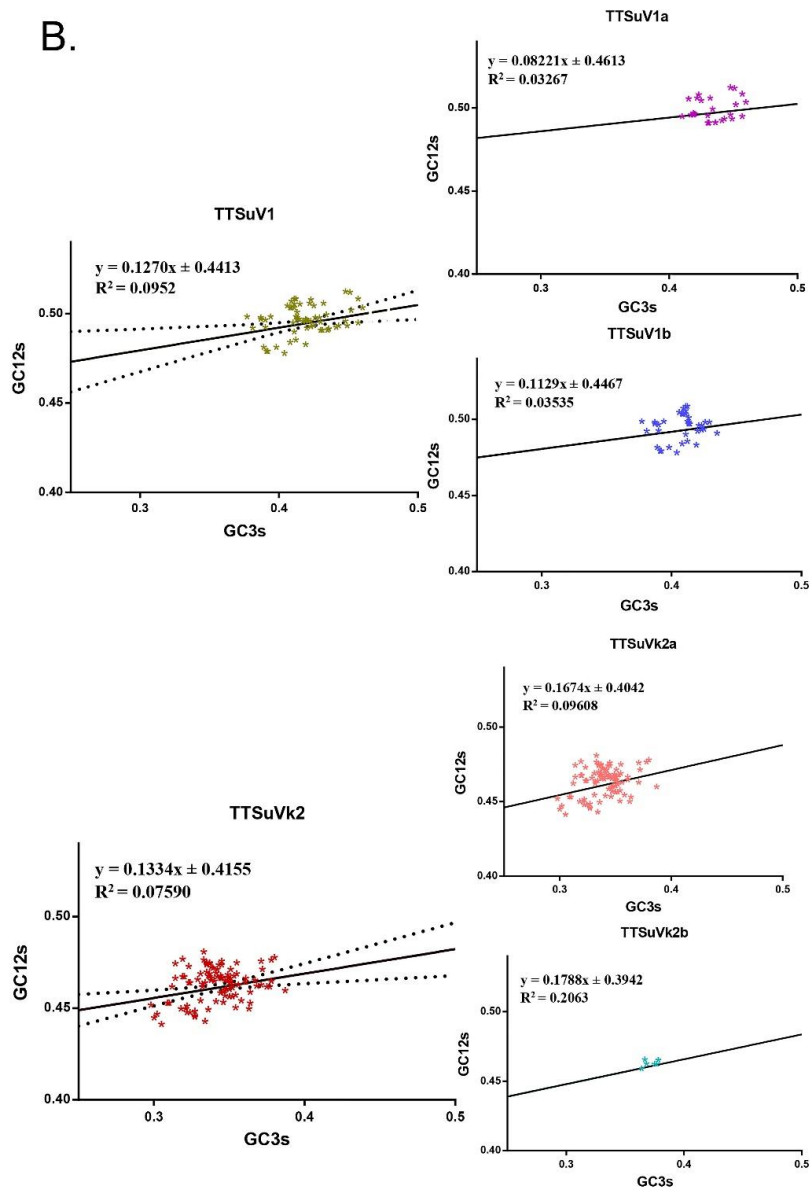 B.
TTSuV1
y = 0.1270x ± 0.4413
R² = 0.0952
0.50
0.45
0.40
GC12s
0.3
0.4
0.5
GC3s
TTSuV1a
y = 0.08221x ± 0.4613
R² = 0.03267
0.50
0.45
0.40
GC12s
0.3
0.4
0.5
GC3s
TTSuV1b
y = 0.1129x ± 0.4467
R² = 0.03535
0.50
0.45
0.40
GC12s
0.3
0.4
0.5
GC3s
TTSuVk2
y = 0.1334x ± 0.4155
R² = 0.07590
0.50
0.45
0.40
GC12s
0.3
0.4
0.5
GC3s
TTSuVk2a
y = 0.1674x ± 0.4042
R² = 0.09608
0.50
0.45
0.40
GC12s
0.3
0.4
0.5
GC3s
TTSuVk2b
y = 0.1788x ± 0.3942
R² = 0.2063
0.50
0.45
0.40
GC12s
0.3
0.4
0.5
GC3s